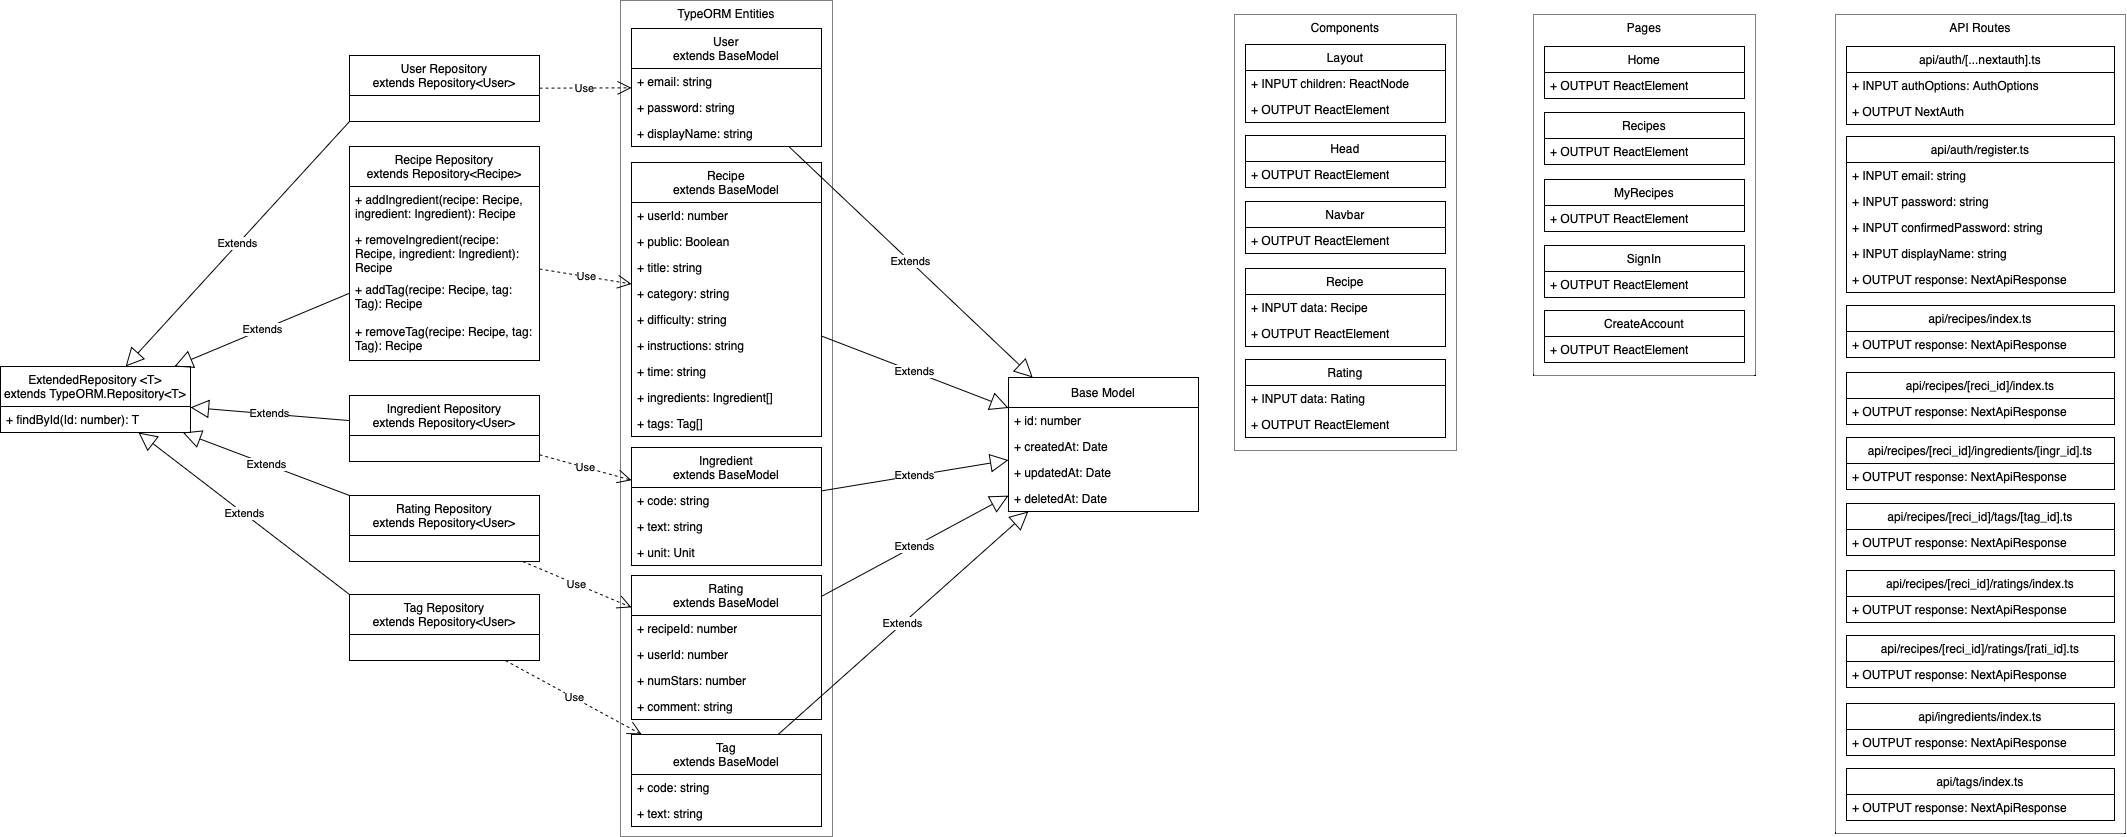 ExtendedRepository <T>
extends TypeORM.Repository<T>
+ findById(Id: number): T
Extends
Extends
Extends
Extends
Extends
User Repository
extends Repository<User>
Recipe Repository
extends Repository<Recipe>
+ addIngredient(recipe: Recipe,
ingredient: Ingredient): Recipe
+ removeIngredient(recipe:
Recipe, ingredient: Ingredient):
Recipe
+ addTag(recipe: Recipe, tag:
Tag): Recipe
+ removeTag(recipe: Recipe, tag:
Tag): Recipe
Ingredient Repository
extends Repository<User>
Rating Repository
extends Repository<User>
Tag Repository
extends Repository<User>
Use
Use
Use
Use
Use
TypeORM Entities
User
extends BaseModel
+ email: string
+ password: string
+ displayName: string
Recipe
extends BaseModel
+ userId: number
+ public: Boolean
+ title: string
+ category: string
+ difficulty: string
+ instructions: string
+ time: string
+ ingredients: Ingredient[]
+ tags: Tag[]
Ingredient
extends BaseModel
+ code: string
+ text: string
+ unit: Unit
Rating
extends BaseModel
+ recipeId: number
+ userId: number
+ numStars: number
+ comment: string
Tag
extends BaseModel
+ code: string
+ text: string
Extends
Extends
Extends
Extends
Extends
Base Model
+ id: number
+ createdAt: Date
+ updatedAt: Date
+ deletedAt: Date
Components
Layout
+ INPUT children: ReactNode
+ OUTPUT ReactElement
Head
+ OUTPUT ReactElement
Navbar
+ OUTPUT ReactElement
Recipe
+ INPUT data: Recipe
+ OUTPUT ReactElement
Rating
+ INPUT data: Rating
+ OUTPUT ReactElement
Pages
Home
+ OUTPUT ReactElement
Recipes
+ OUTPUT ReactElement
MyRecipes
+ OUTPUT ReactElement
SignIn
+ OUTPUT ReactElement
CreateAccount
+ OUTPUT ReactElement
API Routes
api/auth/[...nextauth].ts
+ INPUT authOptions: AuthOptions
+ OUTPUT NextAuth
api/auth/register.ts
+ INPUT email: string
+ INPUT password: string
+ INPUT confirmedPassword: string
+ INPUT displayName: string
+ OUTPUT response: NextApiResponse
api/recipes/index.ts
+ OUTPUT response: NextApiResponse
api/recipes/[reci_id]/index.ts
+ OUTPUT response: NextApiResponse
api/recipes/[reci_id]/ingredients/[ingr_id].ts
+ OUTPUT response: NextApiResponse
api/recipes/[reci_id]/tags/[tag_id].ts
+ OUTPUT response: NextApiResponse
api/recipes/[reci_id]/ratings/index.ts
+ OUTPUT response: NextApiResponse
api/recipes/[reci_id]/ratings/[rati_id].ts
+ OUTPUT response: NextApiResponse
api/ingredients/index.ts
+ OUTPUT response: NextApiResponse
api/tags/index.ts
+ OUTPUT response: NextApiResponse